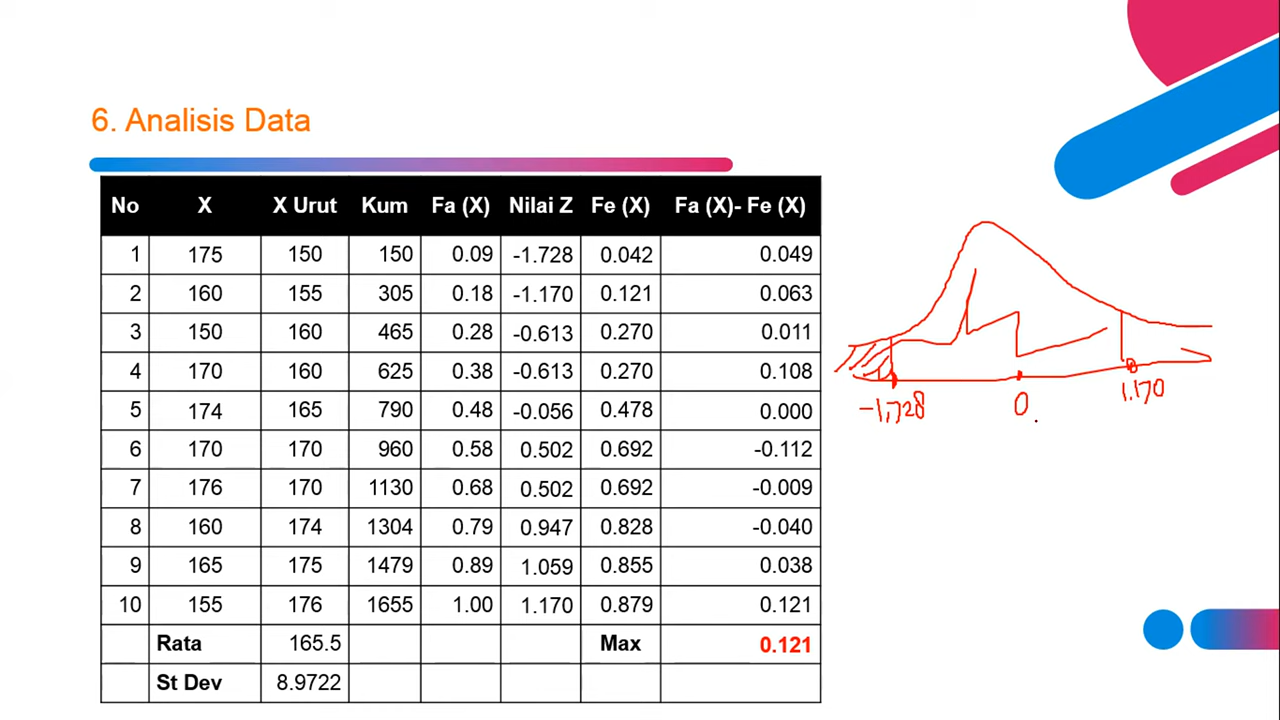 6. Analisis Data
No X X Urut Kum Fa (X) Nilai Z Fe (X) Fa (X)- Fe (X)
1 175 150 150 0.09 -1.728 0.042 0.049
2 160 155 305 0.18 -1.170 0.121 0.063
3 150 160 465 0.28 -0.613 0.270 0.011
4 170 160 625 0.38 -0.613 0.270 0.108
5 174 165 790 0.48 -0.056 0.478 0.000
6 170 170 960 0.58 0.502 0.692 -0.112
7 176 170 1130 0.68 0.502 0.692 -0.009
8 160 174 1304 0.79 0.947 0.828 -0.040
9 165 175 1479 0.89 1.059 0.855 0.038
10 155 176 1655 1.00 1.170 0.879 0.121
Rata 165.5 Max 0.121
St Dev 8.9722
-1,728 0 1.170